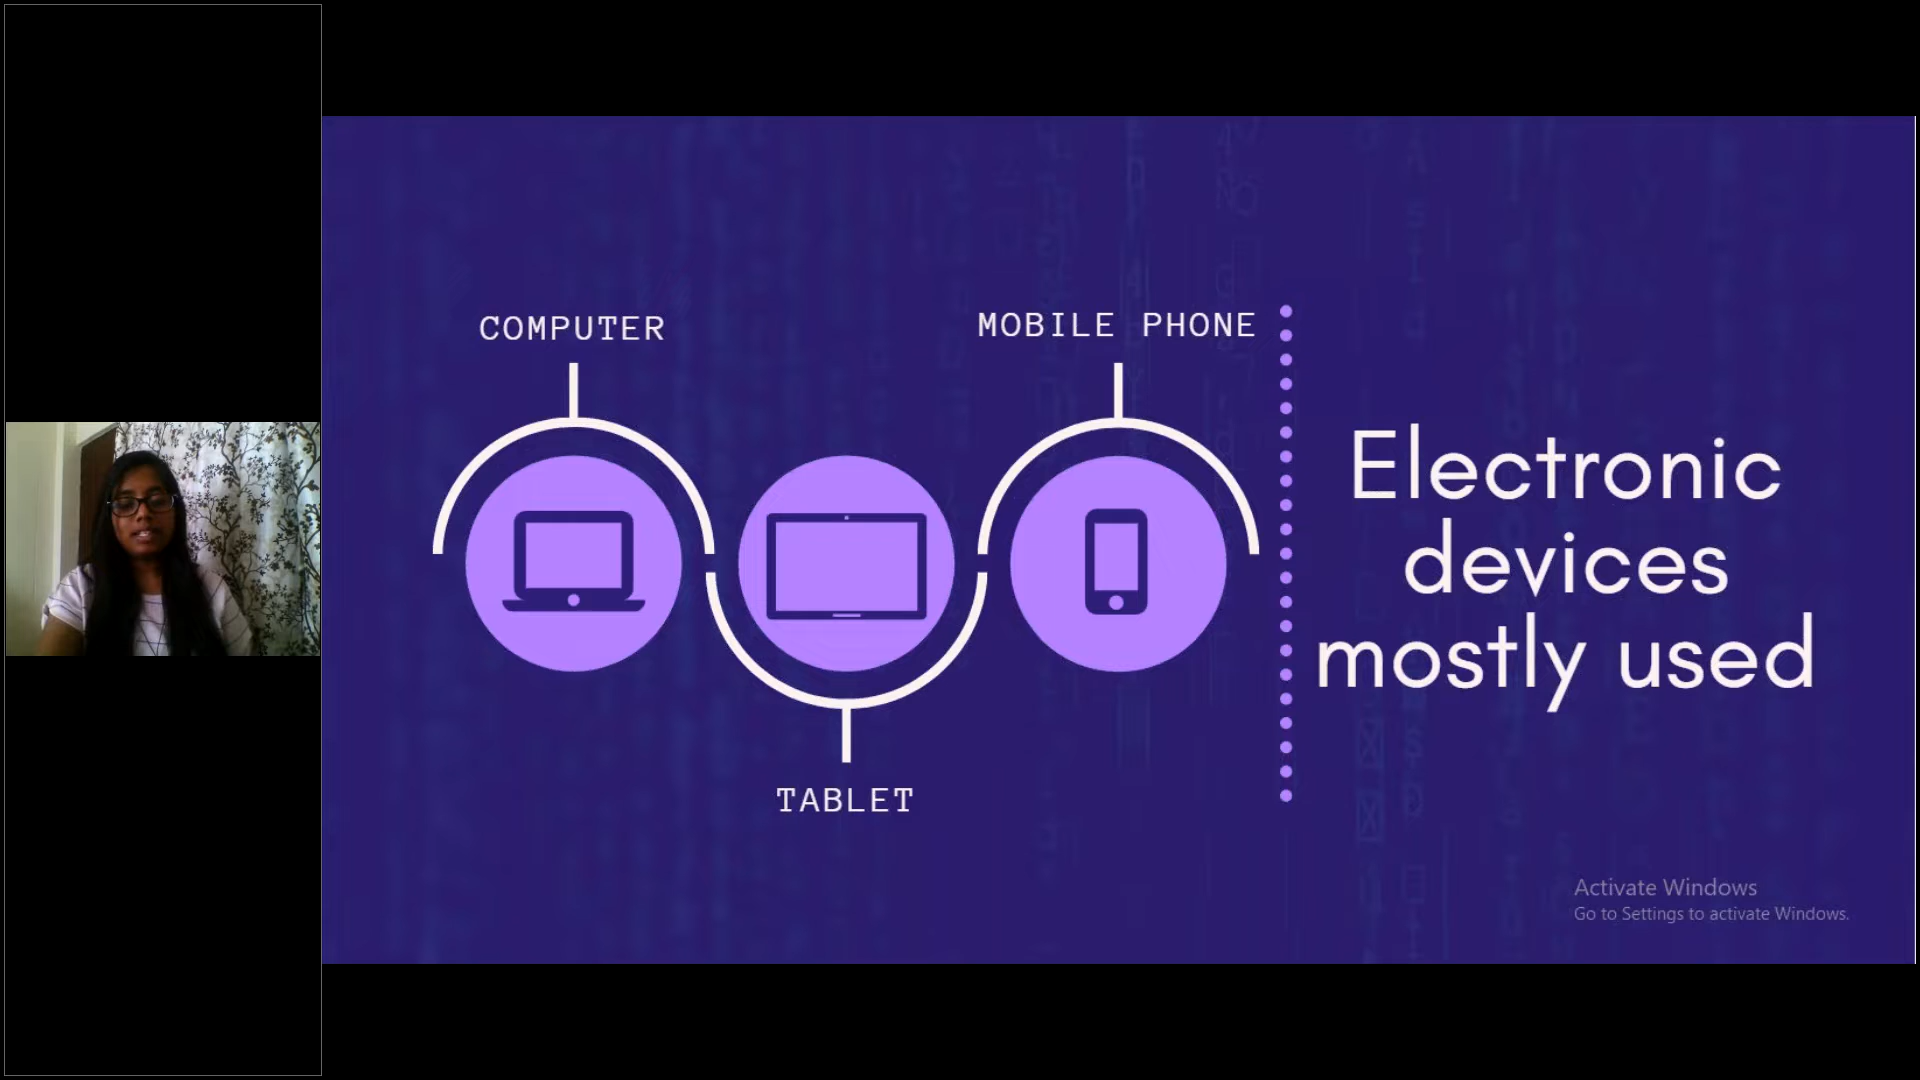 COMPUTER
MOBILE PHONE
TABLET
Electronic
devices
mostly used
Activate Windows
Go to Settings to activate Windows.